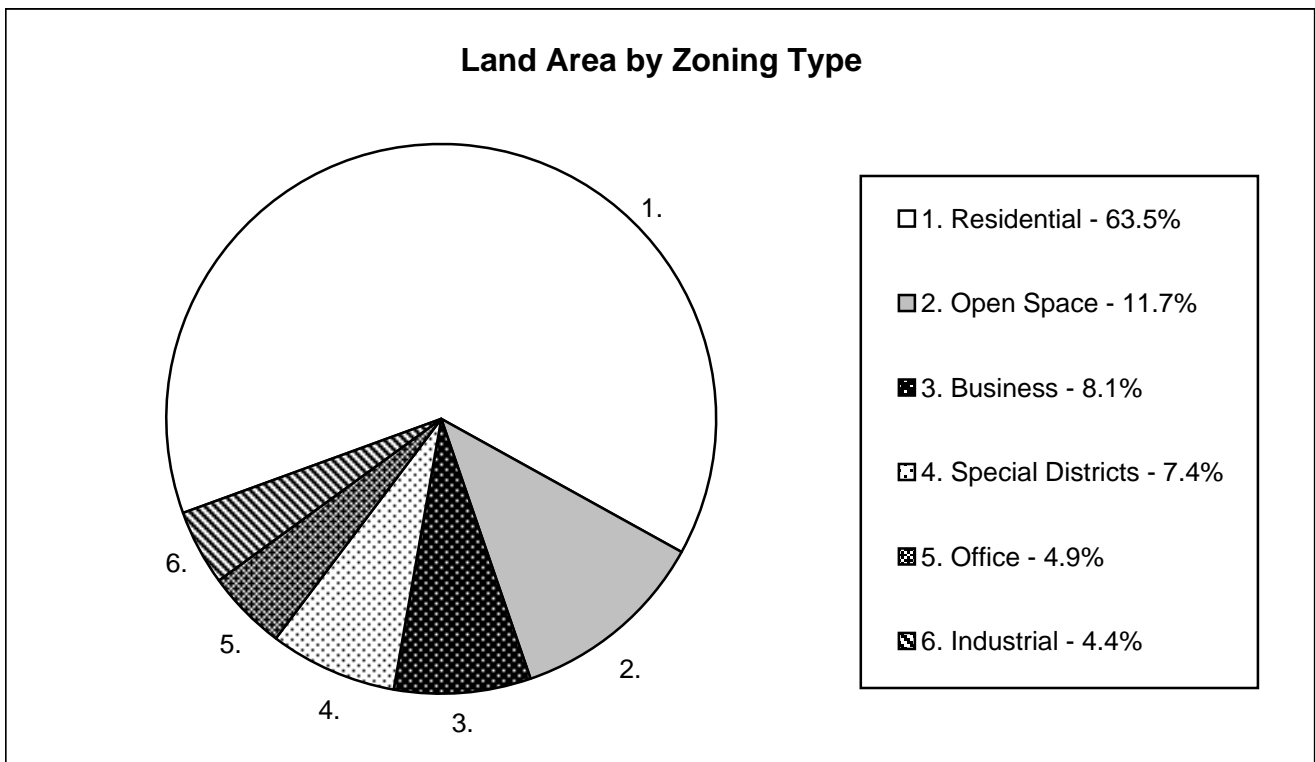 Land Area by Zoning Type
1.
2.
3.
4.
5.
6.
1. Residential - 63.5%
2. Open Space - 11.7%
3. Business - 8.1%
4. Special Districts - 7.4%
5. Office - 4.9%
6. Industrial - 4.4%